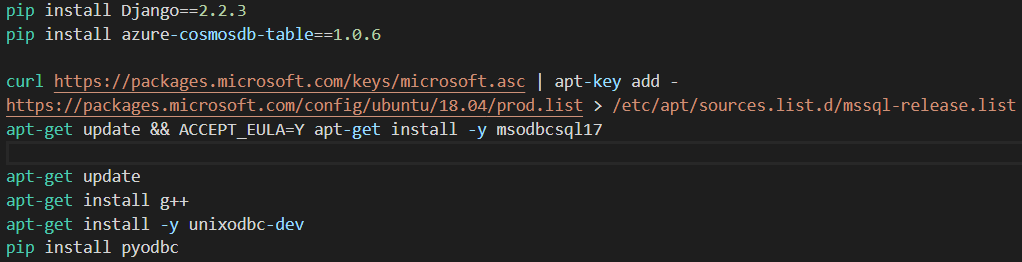 pip install Django==2.2.3
pip install azure-cosmosdb-table==1.0.6
curl https://packages.microsoft.com/keys/microsoft.asc | apt-key add -
https://packages.microsoft.com/config/ubuntu/18.04/prod.list > /etc/apt/sources.list.d/mssql-release.list
apt-get update && ACCEPT_EULA=Y apt-get install -y msodbcsql17
apt-get update
apt-get install g++
apt-get install -y unixodbc-dev
pip install pyodbc